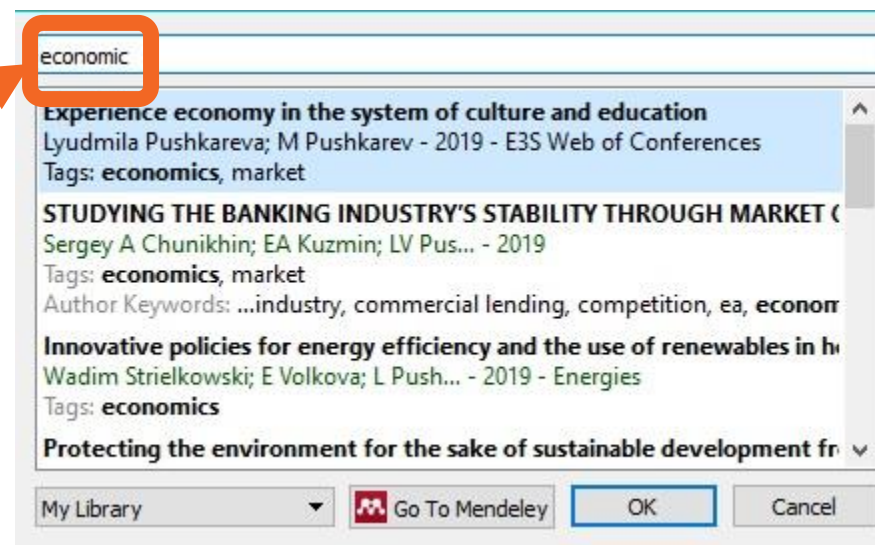 economic
Experience economy in the system of culture and education
Lyudmila Pushkareva; M Pushkarev - 2019 - E3S Web of Conferences
Tags: economics, market
STUDYING THE BANKING INDUSTRY'S STABILITY THROUGH MARKET
Sergey A Chunikhin; EA Kuzmin; LV Pus... - 2019
Tags: economics, market
Author Keywords: ...industry, commercial lending, competition, ea, econom
Innovative policies for energy efficiency and the use of renewables in
Wadim Strielkowski; E Volkova; L Push... - 2019 - Energies
Tags: economics
Protecting the environment for the sake of sustainable development
My Library
Go To Mendeley
OK
Cancel